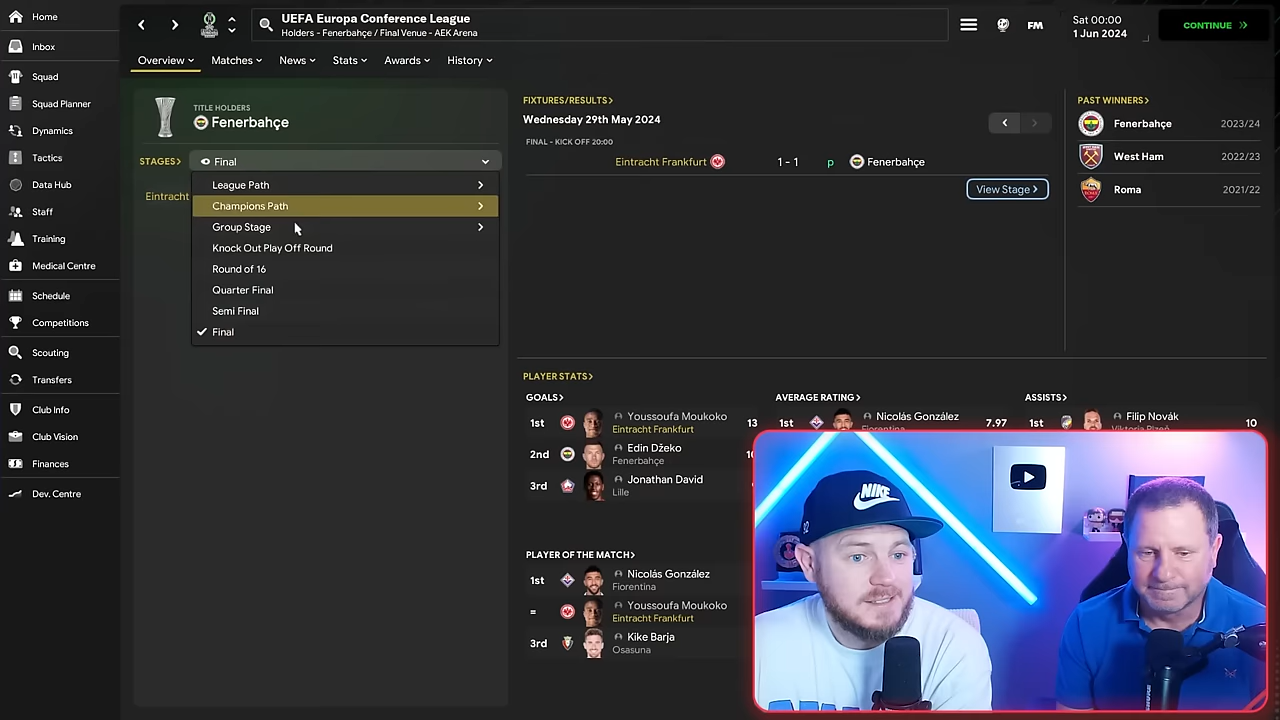 Home
Inbox
Squad
Squad Planner
Dynamics
Tactics
Data Hub
Staff
Training
Medical Centre
Schedule
Competitions
Scouting
Transfers
Club Info
Club Vision
Finances
Dev. Centre
UEFA Europa Conference League
Holders - Fenerbahçe / Final Venue - AEK Arena
FM
Sat 00:00
1 Jun 2024
CONTINUE
Overview
Matches
News
Stats
Awards
History
TITLE HOLDERS
Fenerbahçe
STAGES
Final
Eintracht
League Path
Champions Path
Group Stage
Knock Out Play Off Round
Round of 16
Quarter Final
Semi Final
Final
FIXTURES/RESULTS
Wednesday 29th May 2024
FINAL - KICK OFF 20:00
Eintracht Frankfurt 1 - 1 p Fenerbahçe
View Stage
PAST WINNERS
Fenerbahçe 2023/24
West Ham 2022/23
Roma 2021/22
PLAYER STATS
GOALS
1st Youssoufa Moukoko 13
Eintracht Frankfurt
2nd Edin Džeko
Fenerbahçe
3rd Jonathan David
Lille
AVERAGE RATING
1st Nicolás González 7.97
Fiorentina
ASSISTS
1st Filip Novák 10
Viktoria Plzeň
PLAYER OF THE MATCH
1st Nicolás González
Fiorentina
= Youssoufa Moukoko
Eintracht Frankfurt
3rd Kike Barja
Osasuna
NIKE